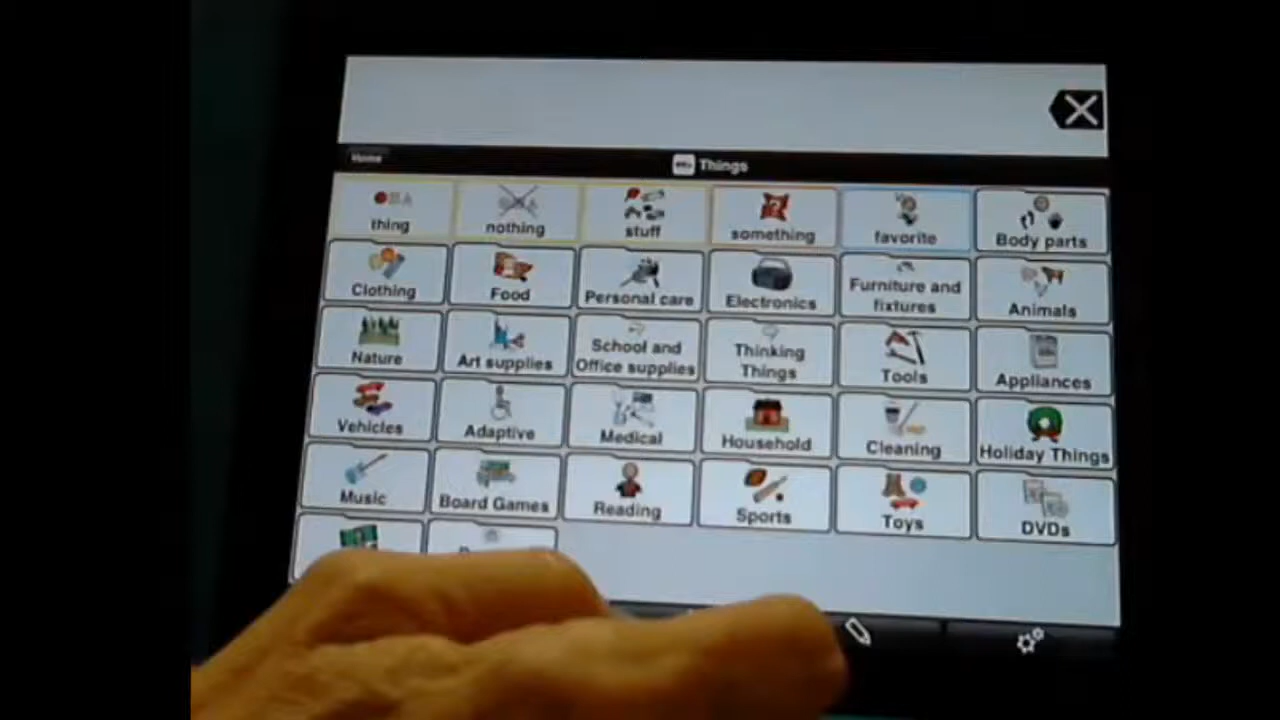 Home
Things
thing
nothing
stuff
something
favorite
Body parts
Clothing
Food
Personal care
Electronics
Furniture and
fixtures
Animals
Nature
Art supplies
School and
Office supplies
Thinking
Things
Tools
Appliances
Vehicles
Adaptive
Medical
Household
Cleaning
Holiday Things
Music
Board Games
Reading
Sports
Toys
DVDs